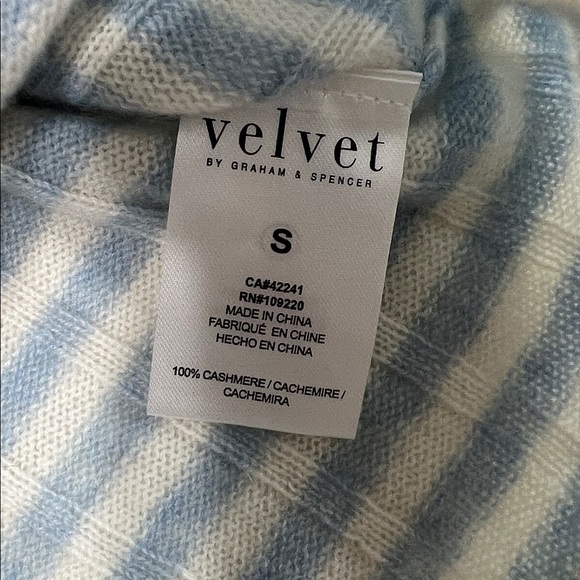 velvet
BY GRAHAM & SPENCER
S
CA#42241
RN#109220
MADE IN CHINA
FABRIQUÉ EN CHINE
HECHO EN CHINA
100% CASHMERE / CACHEMIRE /
CACHEMIRA